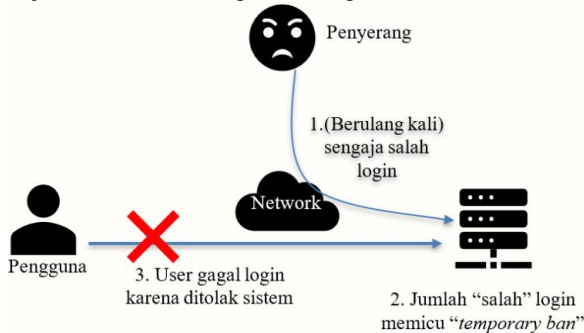 Penyerang
1.(Berulang kali)
sengaja salah
login
Network
Pengguna
3. User gagal login
karena ditolak sistem
2. Jumlah “salah” login
memicu “temporary ban”